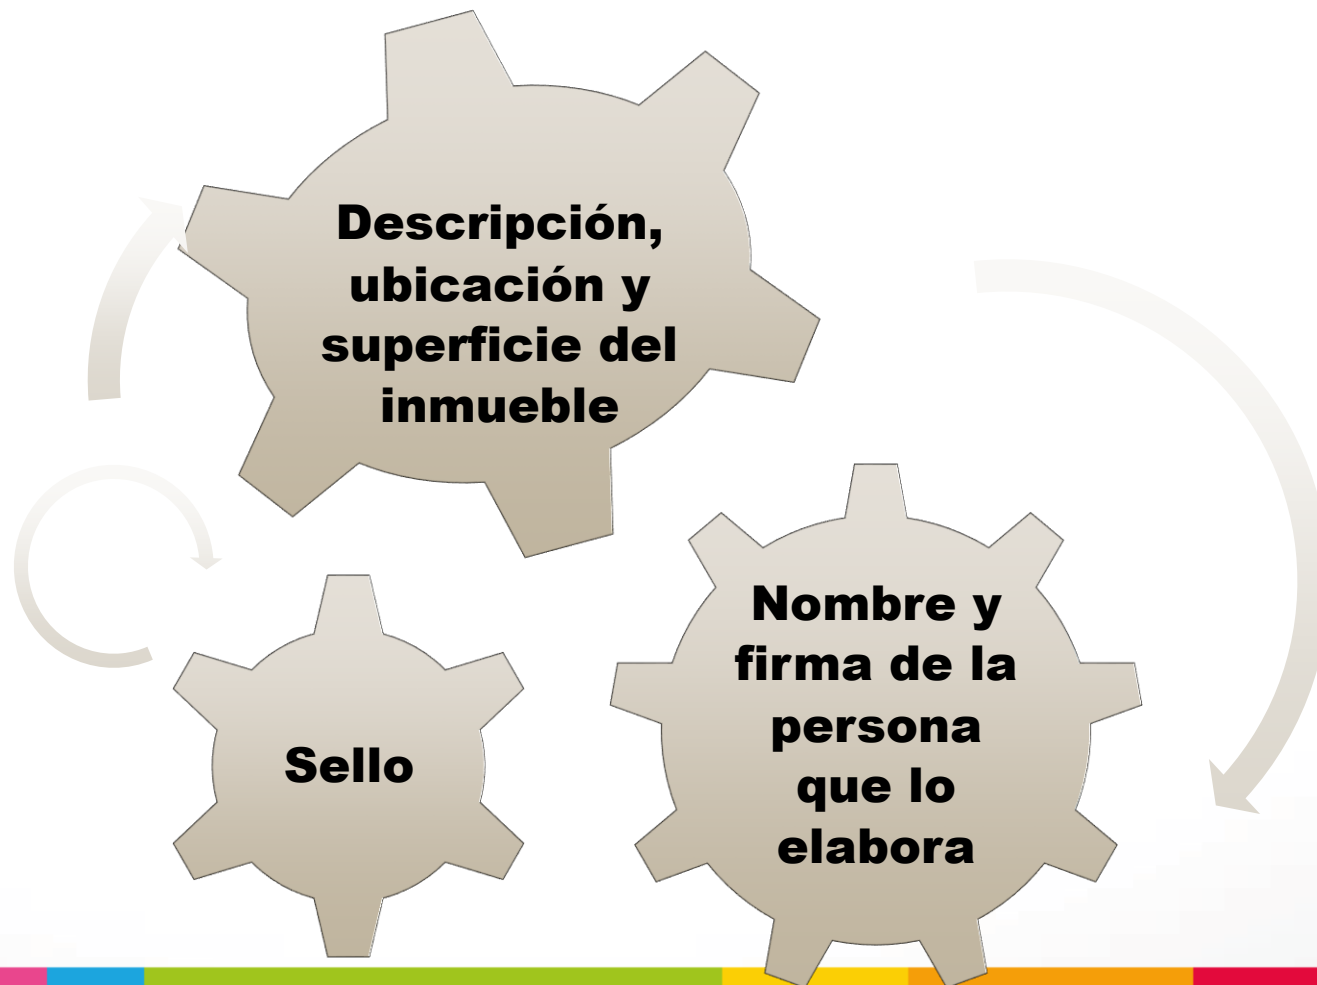 Descripción,
ubicación y
superficie del
inmueble
Sello
Nombre y
firma de la
persona
que lo
elabora